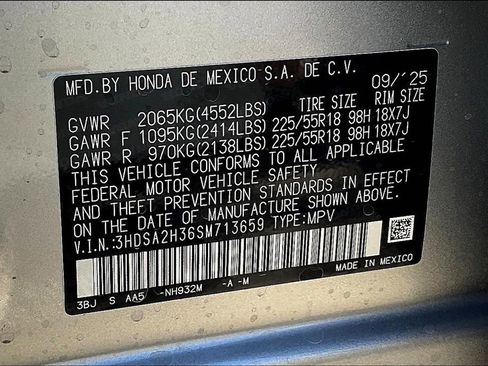 MFD.BY HONDA DE MEXICO S.A. DE C.V. 09/'25
GVWR 2065KG(4552LBS) TIRE SIZE RIM SIZE
GAWR F 1095KG(2414LBS) 225/55R18 98H 18X7J
GAWR R 970KG(2138LBS) 225/55R18 98H 18X7J
THIS VEHICLE CONFORMS TO ALL APPLICABLE
FEDERAL MOTOR VEHICLE SAFETY
AND THEFT PREVENTION STANDARDS IN EFFECT
ON THE DATE OF MANUFACTURE SHOWN ABOVE.
V.I.N.:3HDSA2H36SM713659 TYPE:MPV
3BJ S AA5 -NH932M -A -M MADE IN MEXICO